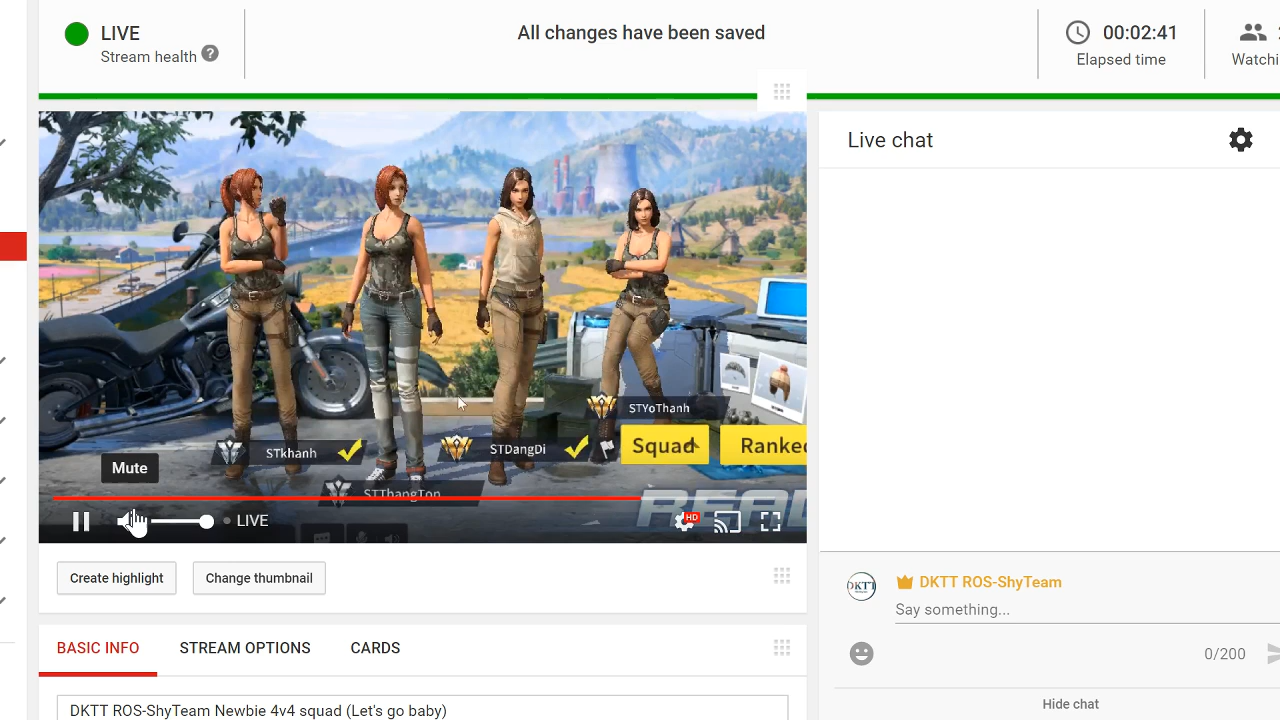 LIVE
Stream health ?
All changes have been saved
00:02:41
Elapsed time
Live chat
STYoThanh
Squad
STkhanh
STDangDi
Mute
STThangTon
LIVE
HD
Create highlight
Change thumbnail
DKTT
DKTT ROS-ShyTeam
Say something...
BASIC INFO
STREAM OPTIONS
CARDS
0/200
Hide chat
DKTT ROS-ShyTeam Newbie 4v4 squad (Let's go baby)